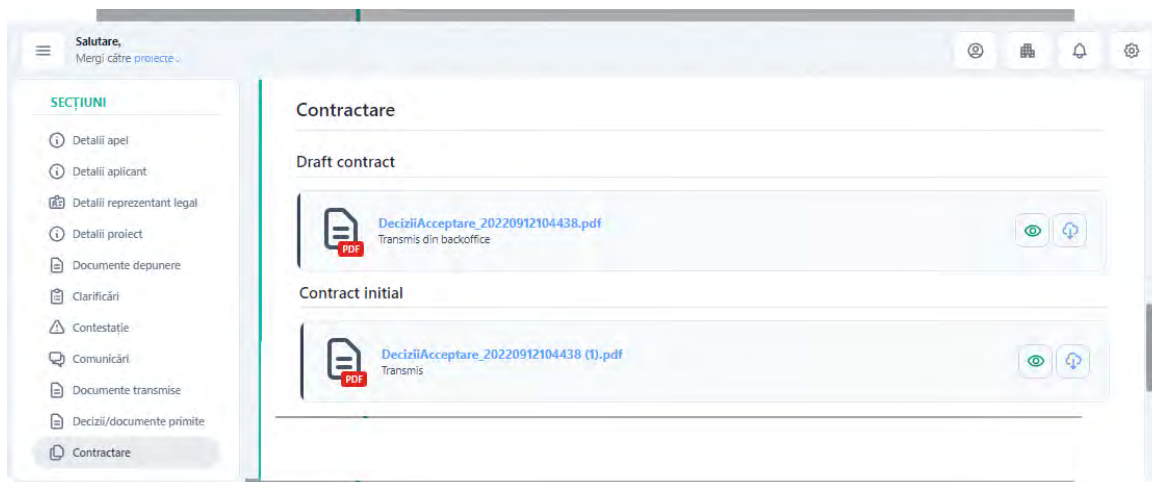 Salutare,
Mergi către proiecte .
SECȚIUNI
Detalii apel
Detalii aplicant
Detalii reprezentant legal
Detalii proiect
Documente depunere
Clarificări
Contestație
Comunicări
Documente transmise
Decizii/documente primite
Contractare
Contractare
Draft contract
PDF
DeciziiAcceptare_20220912104438.pdf
Transmis din backoffice
Contract initial
PDF
DeciziiAcceptare_20220912104438 (1).pdf
Transmis